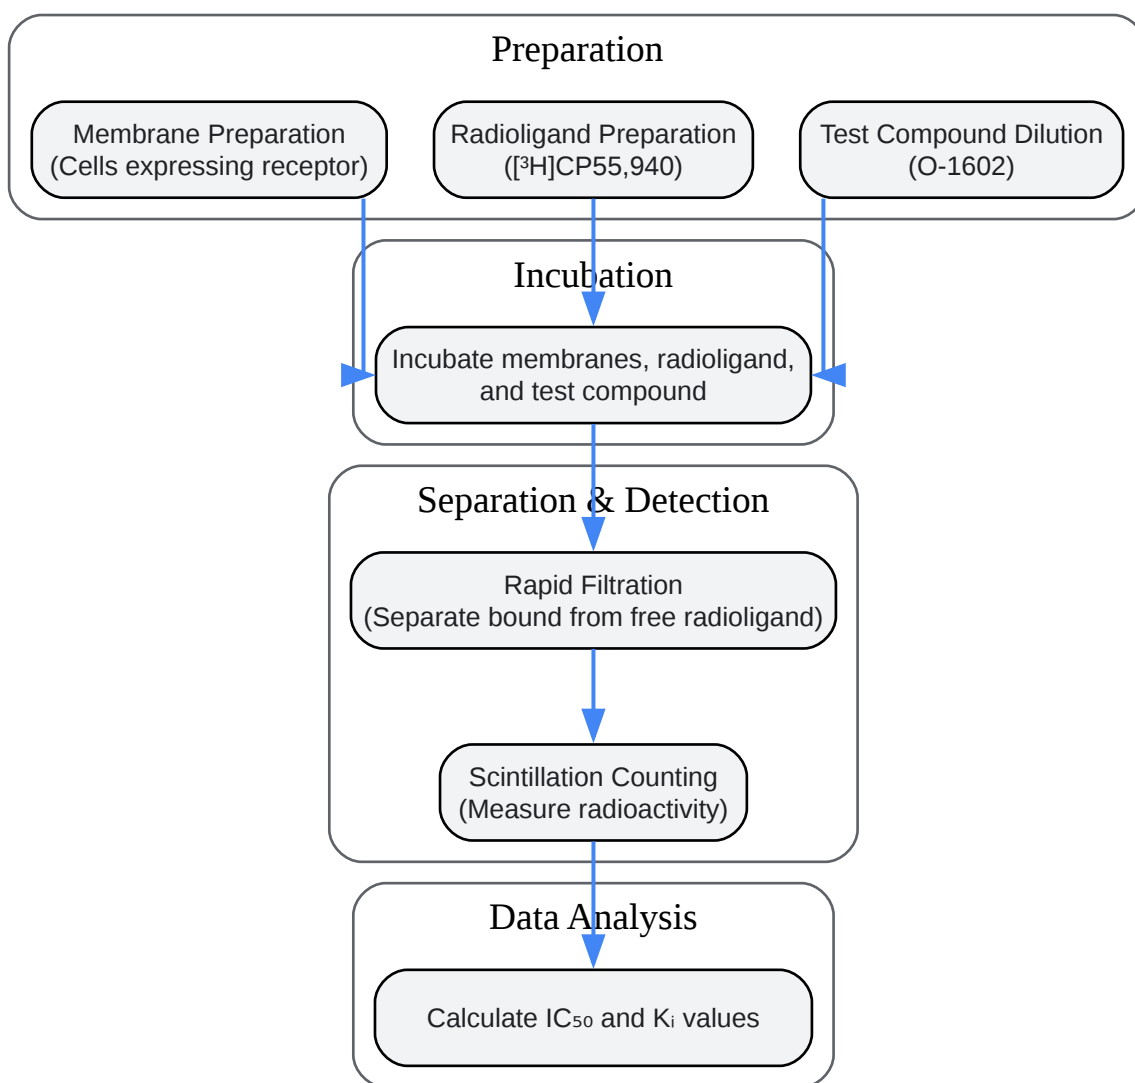 Preparation
Membrane Preparation
(Cells expressing receptor)
Radioligand Preparation
([³H]CP55,940)
Test Compound Dilution
(O-1602)
Incubation
Incubate membranes, radioligand,
and test compound
Separation & Detection
Rapid Filtration
(Separate bound from free radioligand)
Scintillation Counting
(Measure radioactivity)
Data Analysis
Calculate IC₅₀ and Kᵢ values